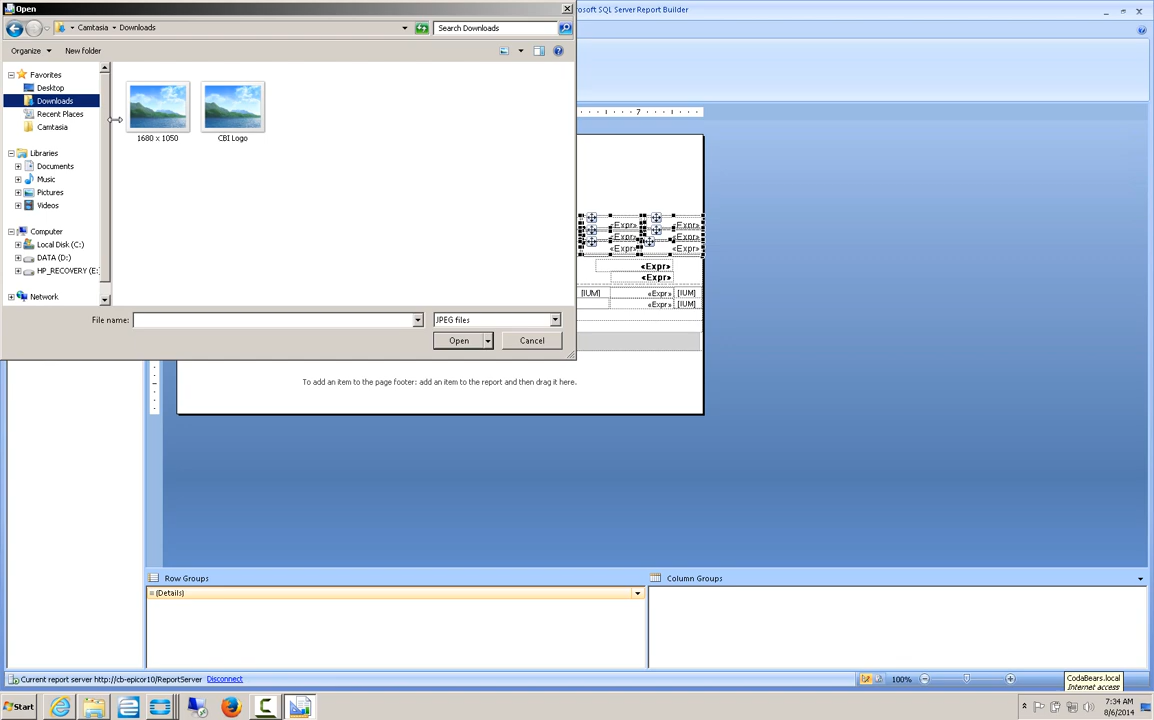 Open
rosoft SQL Server Report Builder
Camtasia Downloads
Search Downloads
Organize New folder
Favorites
Desktop
Downloads
Recent Places
Camtasia
Libraries
Documents
Music
Pictures
Videos
Computer
Local Disk (C:)
DATA (D:)
HP_RECOVERY (E:
Network
1680 x 1050
CBI Logo
File name:
JPEG files
Open Cancel
7
«Expr» «Expr»
«Expr» «Expr»
«Expr» «Expr»
«Expr»
«Expr»
[IUM] «Expr» [IUM]
«Expr» [IUM]
To add an item to the page footer: add an item to the report and then drag it here.
Row Groups
Column Groups
(Details)
Current report server http://cb-epicor10/ReportServer Disconnect
100%
CodaBears.local
Internet access
Start
7:34 AM
8/6/2014